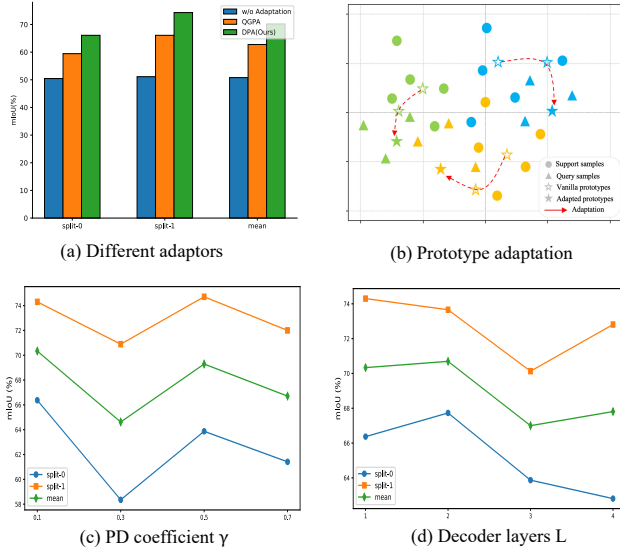 w/o Adaptation
QGPA
DPA(Ours)
mIoU(%)
70
60
50
40
30
20
10
0
split-0
split-1
mean
(a) Different adaptors
Support samples
Query samples
Vanilla prototypes
Adapted prototypes
Adaptation
(b) Prototype adaptation
mIoU (%)
74
72
70
68
66
64
62
60
58
split-0
split-1
mean
0.1
0.3
0.5
0.7
(c) PD coefficient γ
mIoU (%)
74
72
70
68
66
64
split-0
split-1
mean
1
2
3
4
(d) Decoder layers L